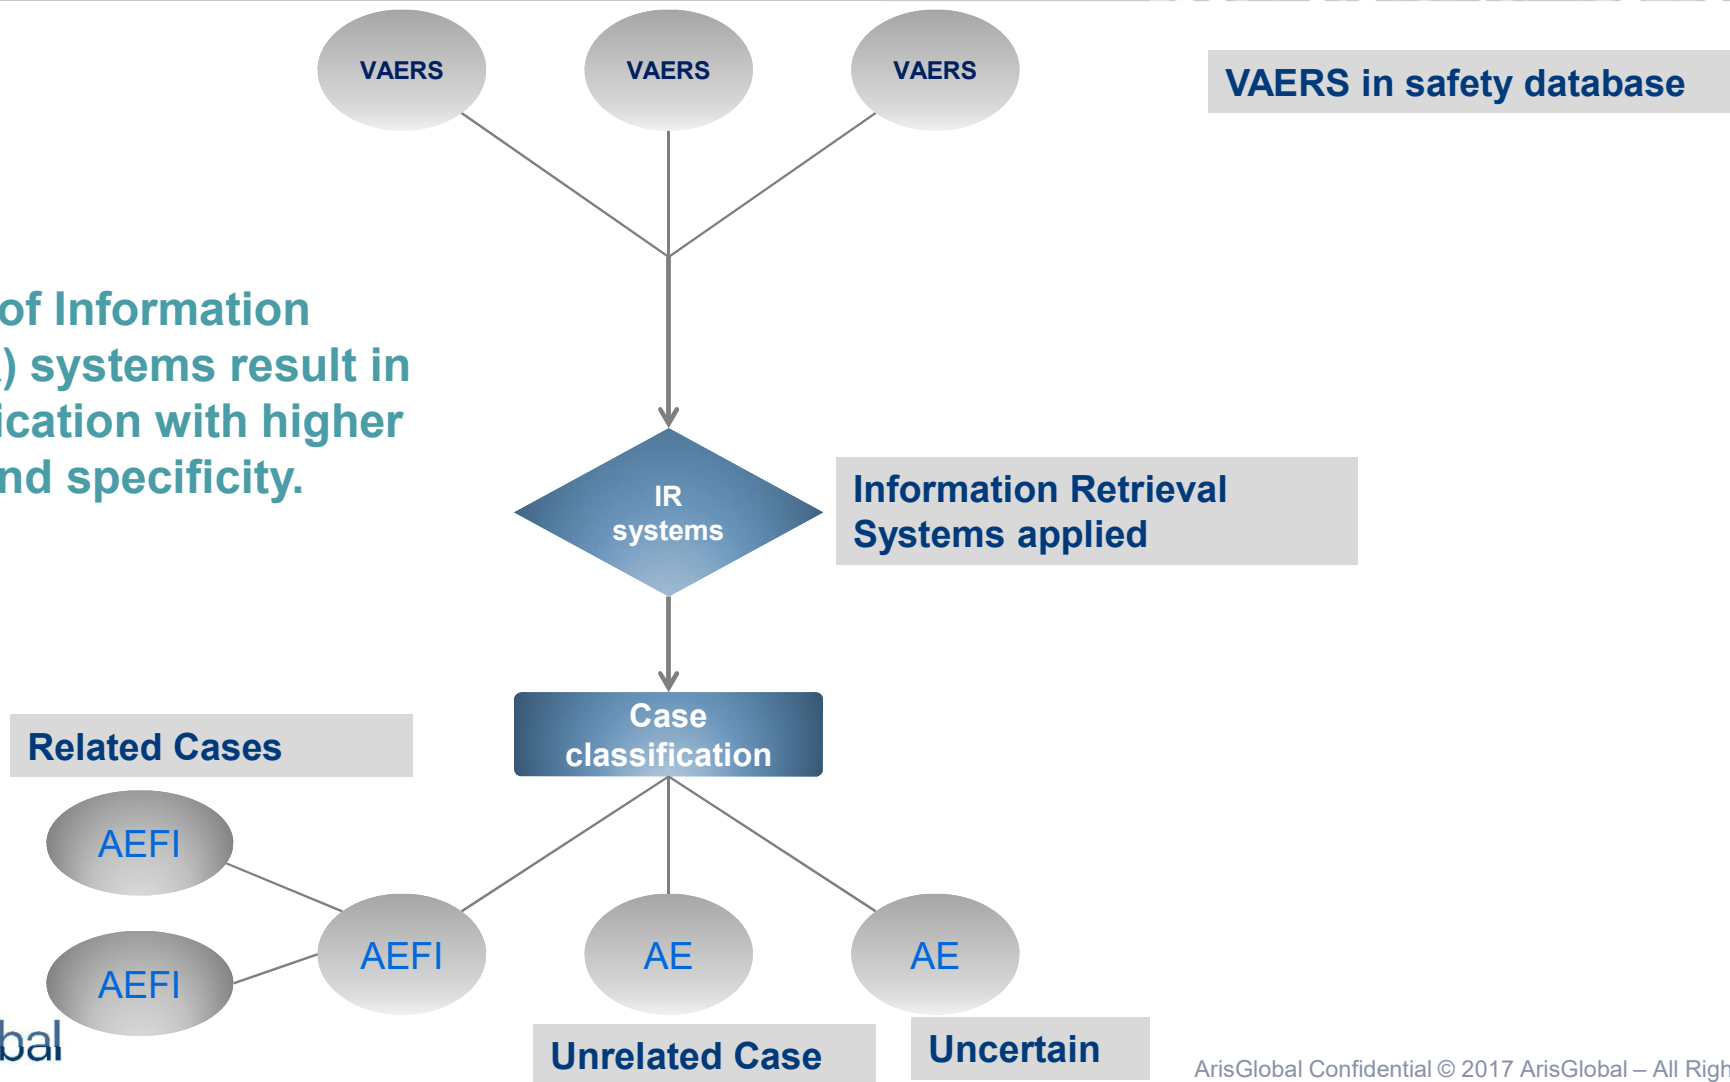 VAERS
VAERS
VAERS
VAERS in safety database
of Information
) systems result in
ication with higher
nd specificity.
IR
systems
Information Retrieval
Systems applied
Case
classification
Related Cases
AEFI
AEFI
AEFI
AE
AE
Unrelated Case
Uncertain
bal
ArisGlobal Confidential © 2017 ArisGlobal – All Righ